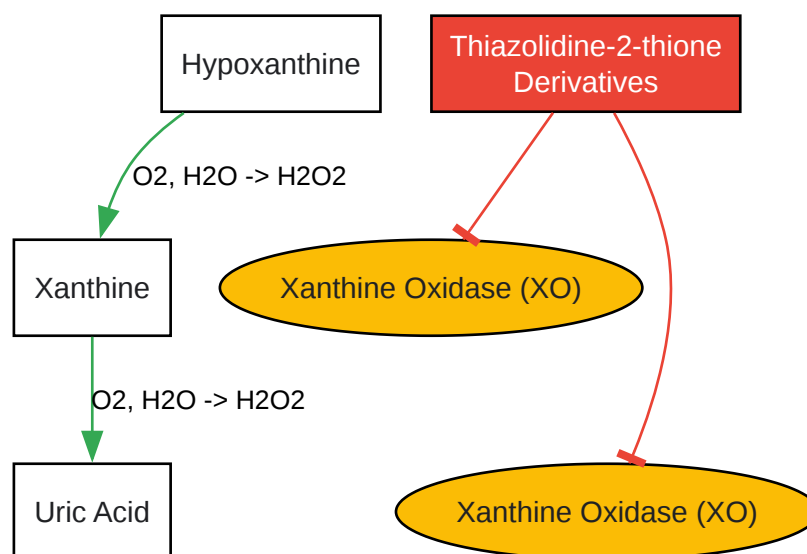 Hypoxanthine
Thiazolidine-2-thione
Derivatives
O2, H2O -> H2O2
Xanthine
Xanthine Oxidase (XO)
O2, H2O -> H2O2
Uric Acid
Xanthine Oxidase (XO)